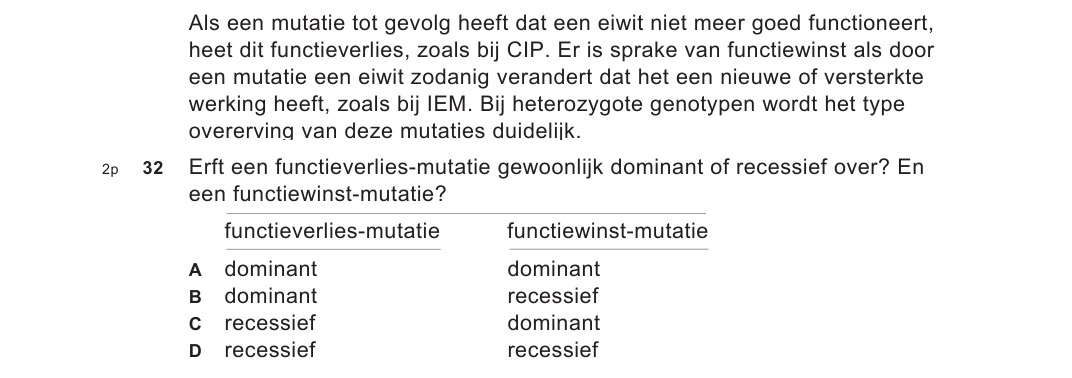 Als een mutatie tot gevolg heeft dat een eiwit niet meer goed functioneert,
heet dit functieverlies, zoals bij CIP. Er is sprake van functiewinst als door
een mutatie een eiwit zodanig verandert dat het een nieuwe of versterkte
werking heeft, zoals bij IEM. Bij heterozygote genotypen wordt het type
overerving van deze mutaties duidelijk.
2p 32 Erft een functieverlies-mutatie gewoonlijk dominant of recessief over? En
een functiewinst-mutatie?
functieverlies-mutatie functiewinst-mutatie
A dominant dominant
B dominant recessief
C recessief dominant
D recessief recessief